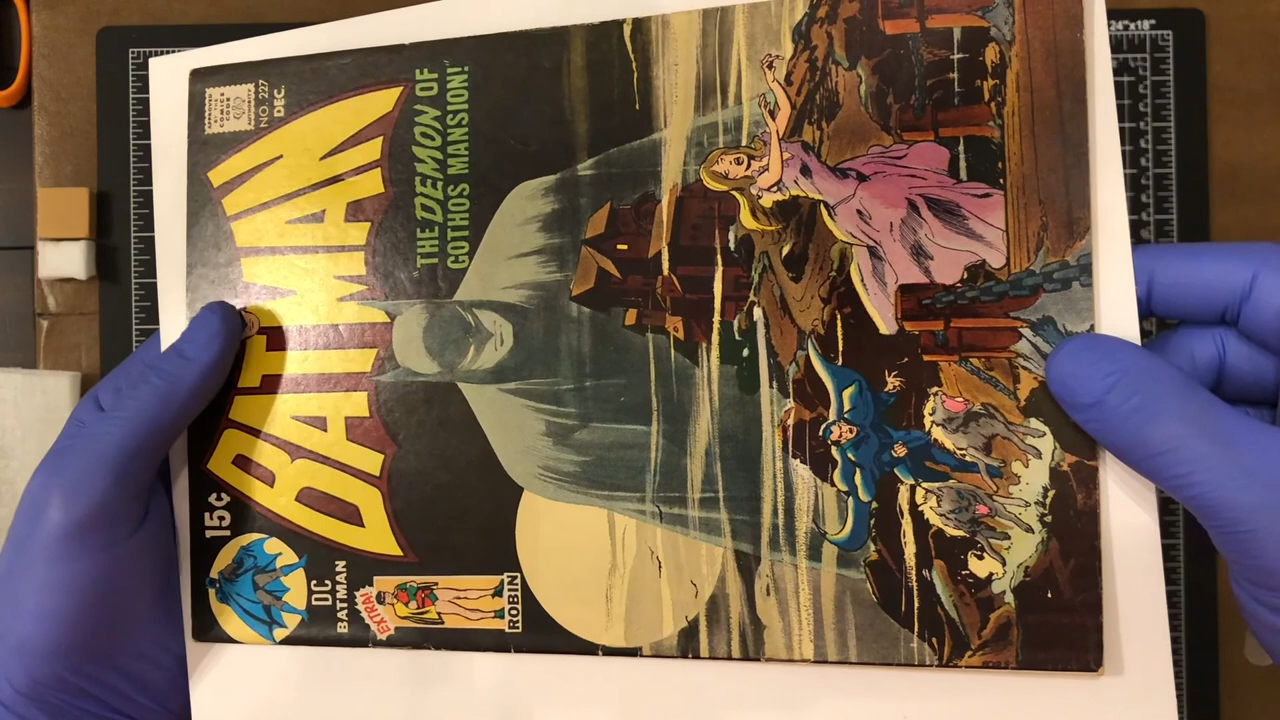 15¢
DC
BATMAN
EXTRA!
ROBIN
BATMAN
APPROVED
BY THE
COMICS
CODE
AUTHORITY
NO. 227
DEC.
"THE DEMON OF
GOTHOS MANSION!"
24"x18"